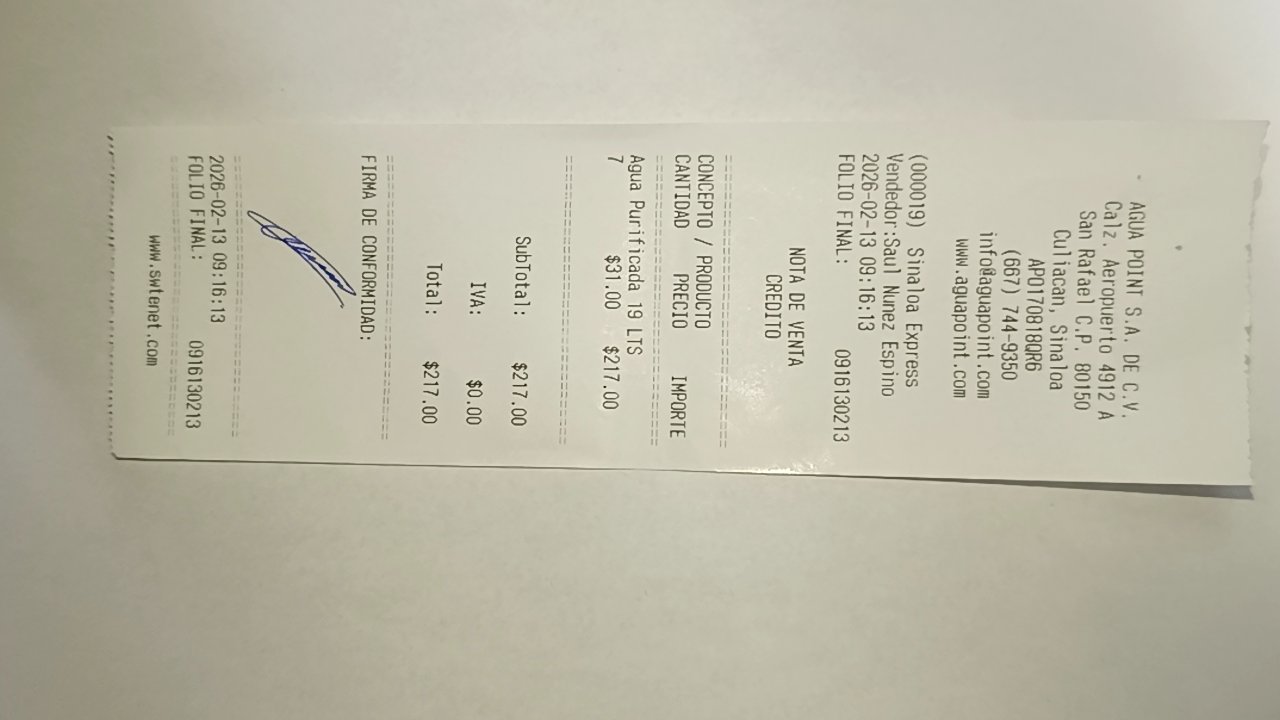 AGUA POINT S.A. DE C.V.
Calz. Aeropuerto 4912 A
San Rafael C.P. 80150
Culiacan, Sinaloa
APO170818QR6
(667) 744-9350
info@aguapoint.com
www.aguapoint.com
(000019) Sinaloa Express
Vendedor:Saul Nunez Espino
2026-02-13 09:16:13
FOLIO FINAL: 0916130213
NOTA DE VENTA
CREDITO
CONCEPTO / PRODUCTO
CANTIDAD PRECIO IMPORTE
Agua Purificada 19 LTS
7 $31.00 $217.00
SubTotal: $217.00
IVA: $0.00
Total: $217.00
FIRMA DE CONFORMIDAD:
2026-02-13 09:16:13
FOLIO FINAL: 0916130213
www.swtenet.com